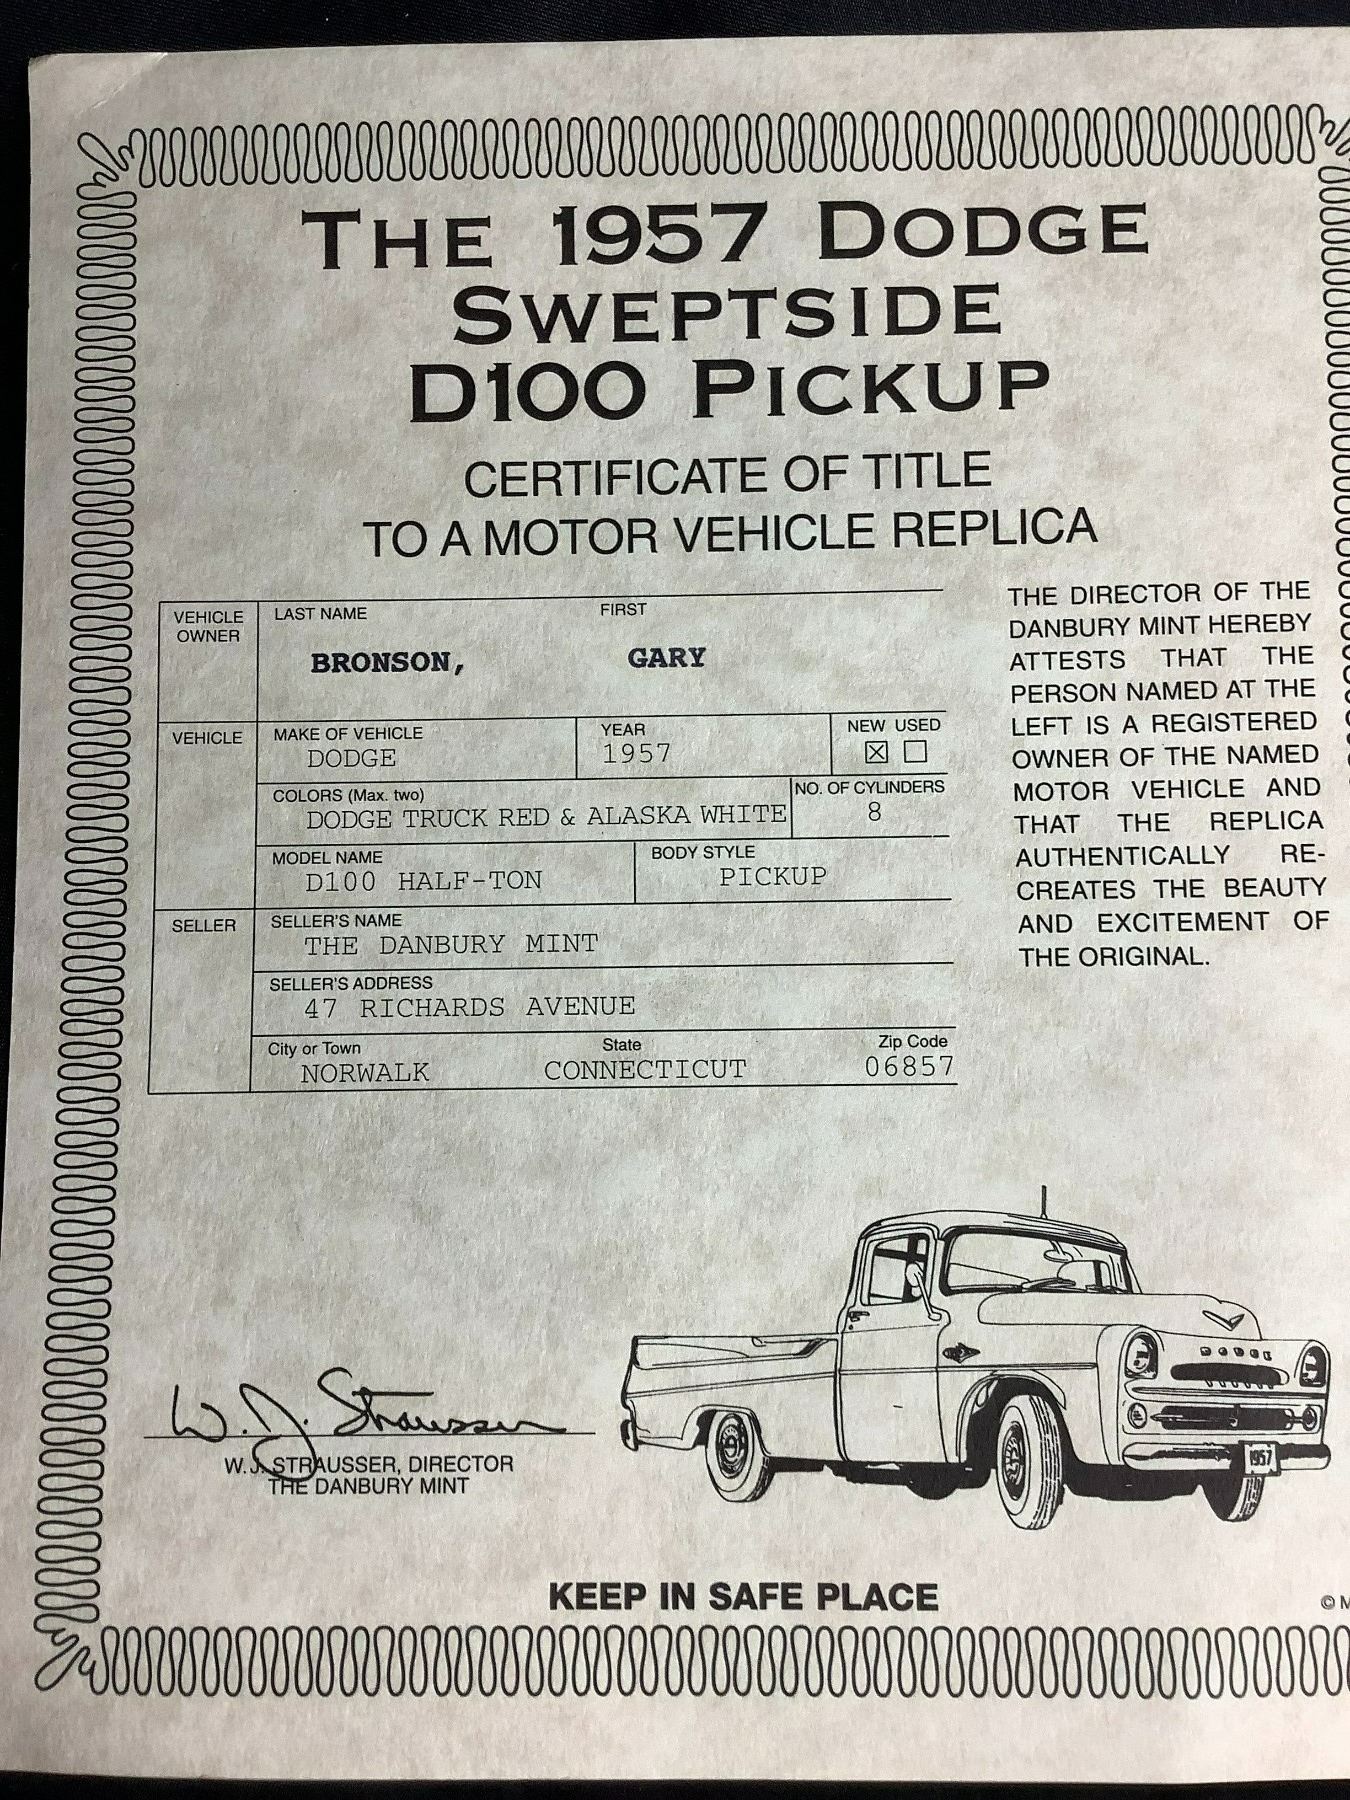 THE 1957 DODGE
SWEPTSIDE
D100 PICKUP
CERTIFICATE OF TITLE
TO A MOTOR VEHICLE REPLICA
VEHICLE OWNER
LAST NAME FIRST
BRONSON, GARY
VEHICLE
MAKE OF VEHICLE YEAR NEW USED
DODGE 1957 ☒ ☐
COLORS (Max. two) NO. OF CYLINDERS
DODGE TRUCK RED & ALASKA WHITE 8
MODEL NAME BODY STYLE
D100 HALF-TON PICKUP
SELLER
SELLER'S NAME
THE DANBURY MINT
SELLER'S ADDRESS
47 RICHARDS AVENUE
City or Town State Zip Code
NORWALK CONNECTICUT 06857
THE DIRECTOR OF THE
DANBURY MINT HEREBY
ATTESTS THAT THE
PERSON NAMED AT THE
LEFT IS A REGISTERED
OWNER OF THE NAMED
MOTOR VEHICLE AND
THAT THE REPLICA
AUTHENTICALLY RE-
CREATES THE BEAUTY
AND EXCITEMENT OF
THE ORIGINAL.
DODGE
1957
W. J. Strausser
W.J. STRAUSSER, DIRECTOR
THE DANBURY MINT
KEEP IN SAFE PLACE
© M